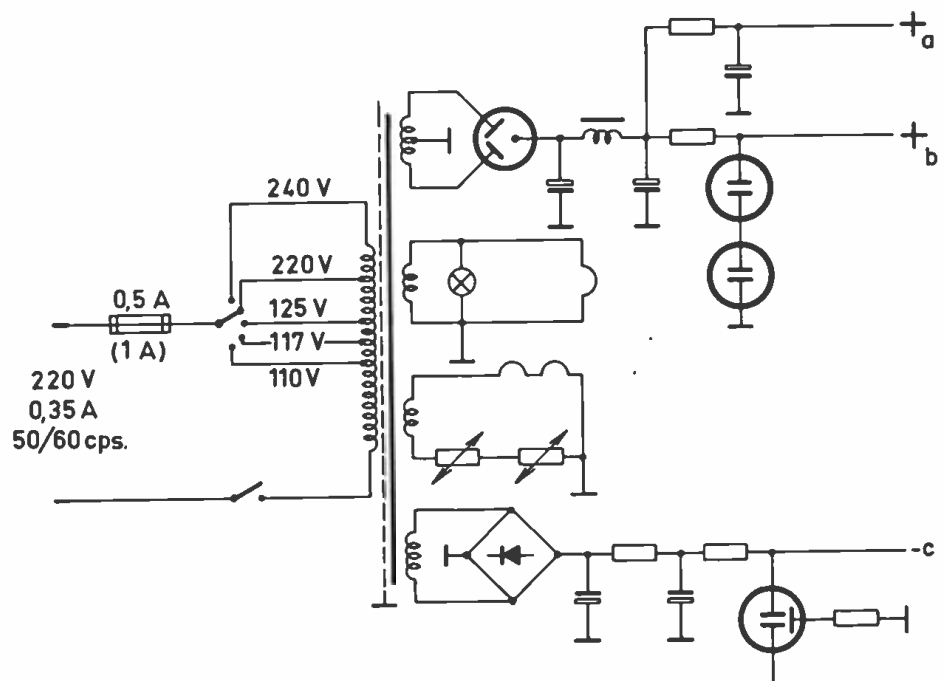 +a
+b
240 V
220 V
0,5 A
125 V
(1 A)
117 V
110 V
220 V
0,35 A
50/60 cps.
-c